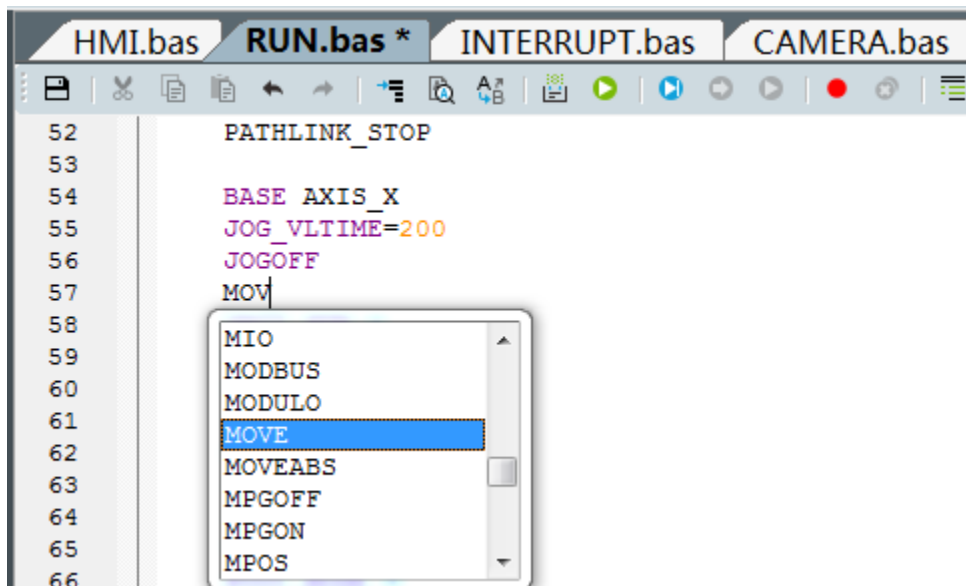 HMI.bas RUN.bas * INTERRUPT.bas CAMERA.bas
52 PATHLINK_STOP
53
54 BASE AXIS_X
55 JOG_VLTIME=200
56 JOGOFF
57 MOV
58
MIO
59
MODBUS
60
MODULO
61
MOVE
62
MOVEABS
63
MPGOFF
64
MPGON
65
MPOS
66